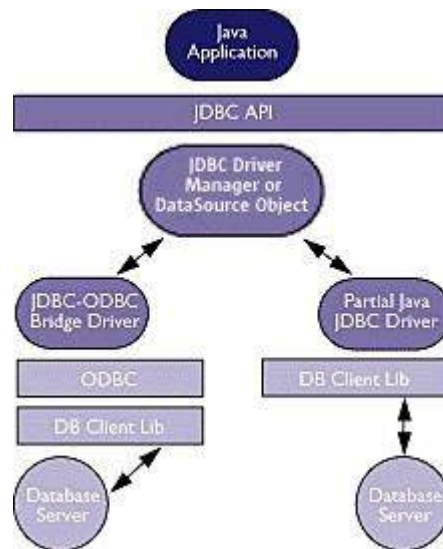 Java
Application
JDBC API
JDBC Driver
Manager or
DataSource Object
JDBC-ODBC
Bridge Driver
Partial Java
JDBC Driver
ODBC
DB Client Lib
DB Client Lib
Database
Server
Database
Server